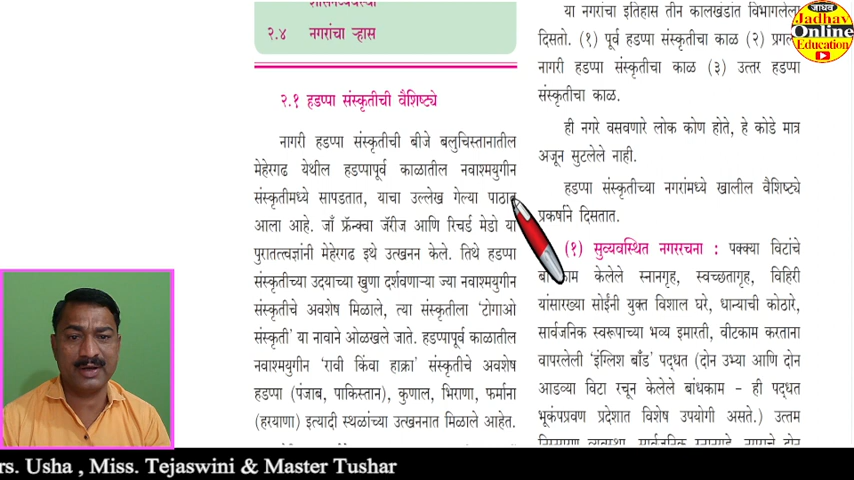 २.४ नगरांचा ऱ्हास
२.१ हडप्पा संस्कृतीची वैशिष्ट्ये
नागरी हडप्पा संस्कृतीची बीजे बलुचिस्तानातील
मेहेरगढ येथील हडप्पापूर्व काळातील नवाश्मयुगीन
संस्कृतीमध्ये सापडतात, याचा उल्लेख गेल्या पाठात
आला आहे. जाँ फ्रॅन्क्वा जॅरीज आणि रिचर्ड मेडो या
पुरातत्त्वज्ञांनी मेहेरगढ इथे उत्खनन केले. तिथे हडप्पा
संस्कृतीच्या उदयाच्या खुणा दर्शवणाऱ्या ज्या नवाश्मयुगीन
संस्कृतीचे अवशेष मिळाले, त्या संस्कृतीला ‘टोगाओ
संस्कृती’ या नावाने ओळखले जाते. हडप्पापूर्व काळातील
नवाश्मयुगीन ‘रावी किंवा हाक्रा’ संस्कृतीचे अवशेष
हडप्पा (पंजाब, पाकिस्तान), कुणाल, भिराणा, फर्माना
(हरयाणा) इत्यादी स्थळांच्या उत्खननात मिळाले आहेत.
या नगरांचा इतिहास तीन कालखंडांत विभागलेला
दिसतो. (१) पूर्व हडप्पा संस्कृतीचा काळ (२)
नागरी हडप्पा संस्कृतीचा काळ (३) उत्तर हडप्पा
संस्कृतीचा काळ.
ही नगरे वसवणारे लोक कोण होते, हे कोडे मात्र
अजून सुटलेले नाही.
हडप्पा संस्कृतीच्या नगरांमध्ये खालील वैशिष्ट्ये
प्रकर्षाने दिसतात.
(१) सुव्यवस्थित नगररचना : पक्क्या विटांचे
केलेले स्नानगृह, स्वच्छतागृह, विहिरी
यांसारख्या सोईंनी युक्त विशाल घरे, धान्याची कोठारे,
सार्वजनिक स्वरूपाच्या भव्य इमारती, वीटकाम करताना
वापरलेली ‘इंग्लिश बाँड’ पद्धत (दोन उभ्या आणि दोन
आडव्या विटा रचून केलेले बांधकाम – ही पद्धत
भूकंपप्रवण प्रदेशात विशेष उपयोगी असते.) उत्तम
जाधव
Jadhav
Online
Education
rs. Usha , Miss. Tejaswini & Master Tushar